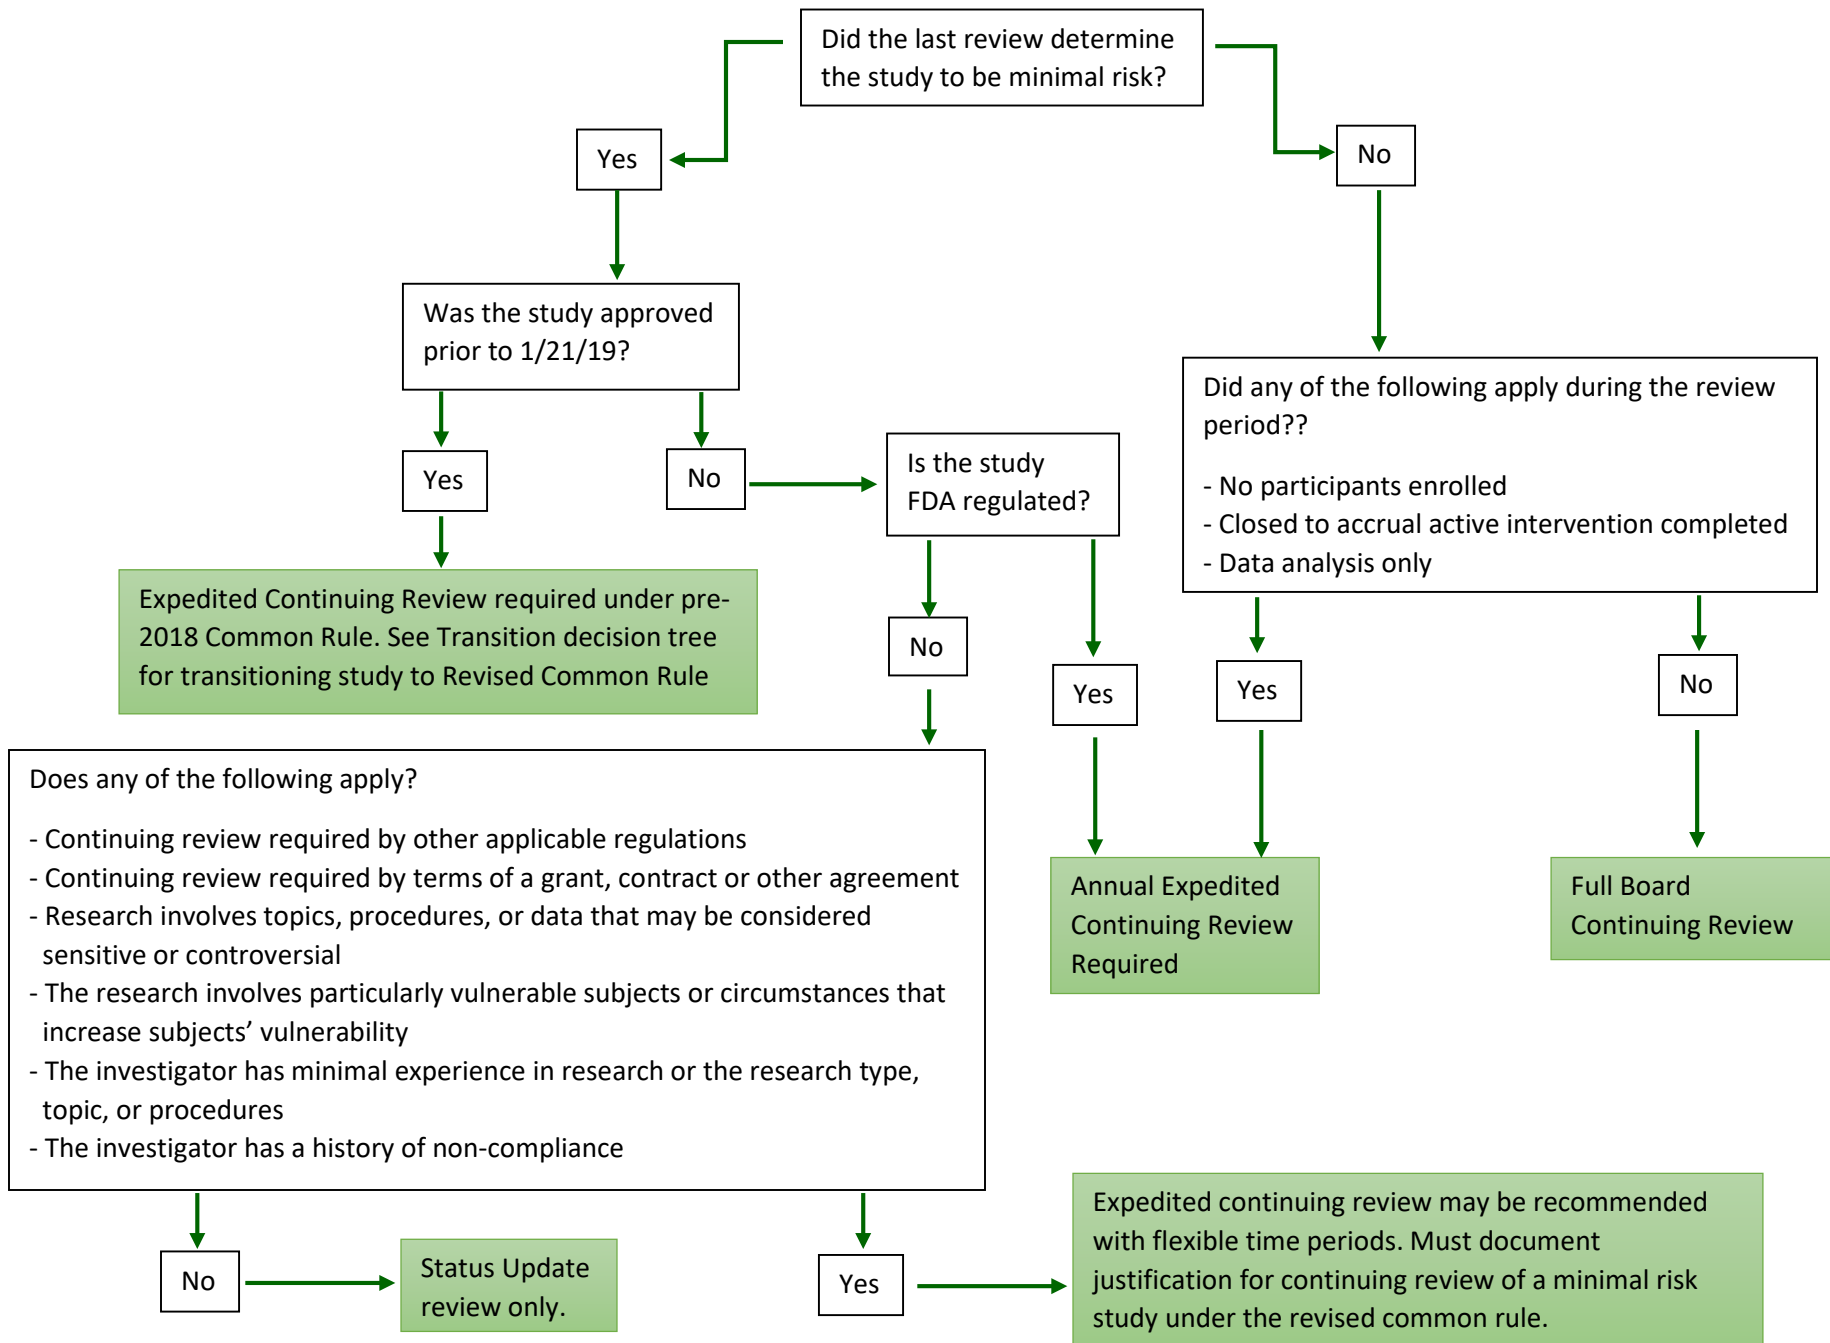 Did the last review determine
the study to be minimal risk?
Yes
No
Was the study approved
prior to 1/21/19?
Did any of the following apply during the review
period??
- No participants enrolled
- Closed to accrual active intervention completed
- Data analysis only
Yes
No
Is the study
FDA regulated?
Expedited Continuing Review required under pre-
2018 Common Rule. See Transition decision tree
for transitioning study to Revised Common Rule
No
Yes
Yes
No
Does any of the following apply?
- Continuing review required by other applicable regulations
- Continuing review required by terms of a grant, contract or other agreement
- Research involves topics, procedures, or data that may be considered
sensitive or controversial
- The research involves particularly vulnerable subjects or circumstances that
increase subjects’ vulnerability
- The investigator has minimal experience in research or the research type,
topic, or procedures
- The investigator has a history of non-compliance
Annual Expedited
Continuing Review
Required
Full Board
Continuing Review
No
Status Update
review only.
Yes
Expedited continuing review may be recommended
with flexible time periods. Must document
justification for continuing review of a minimal risk
study under the revised common rule.